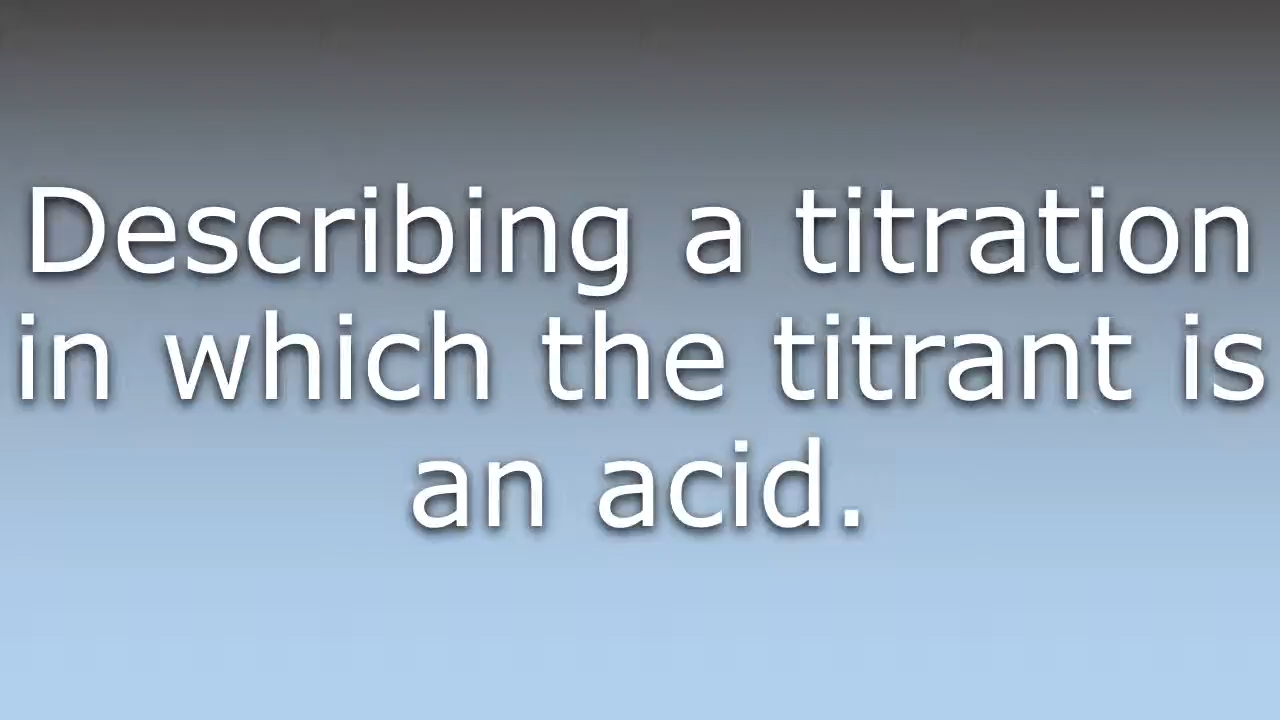 Describing a titration
in which the titrant is
an acid.